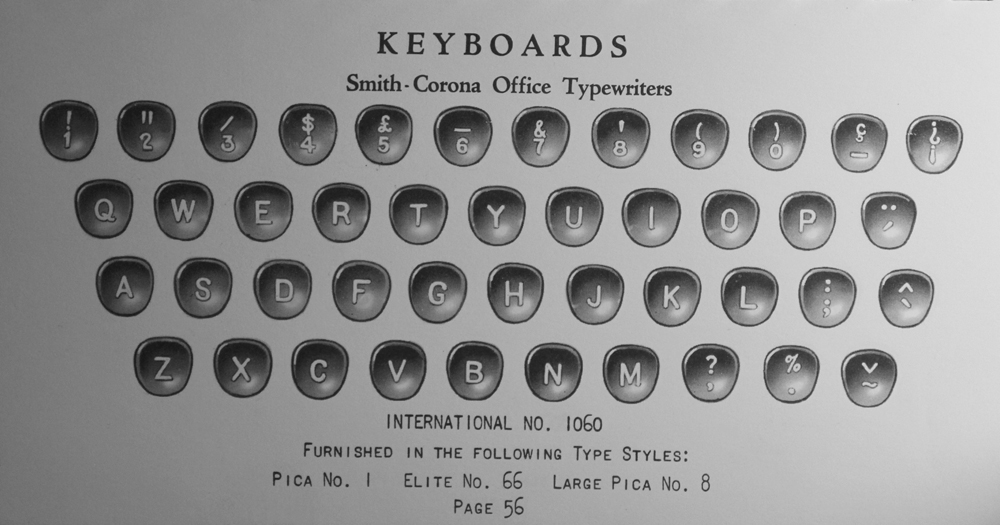 KEYBOARDS
Smith-Corona Office Typewriters
! " / $ £ _ & ' ( ) ç ¿
1 2 3 4 5 6 7 8 9 0 – ¡
Q W E R T Y U I O P ¨ ´
A S D F G H J K L : ; ^ `
Z X C V B N M ? , % . ˇ ~
INTERNATIONAL NO. 1060
FURNISHED IN THE FOLLOWING TYPE STYLES:
PICA NO. 1 ELITE NO. 66 LARGE PICA NO. 8
PAGE 56